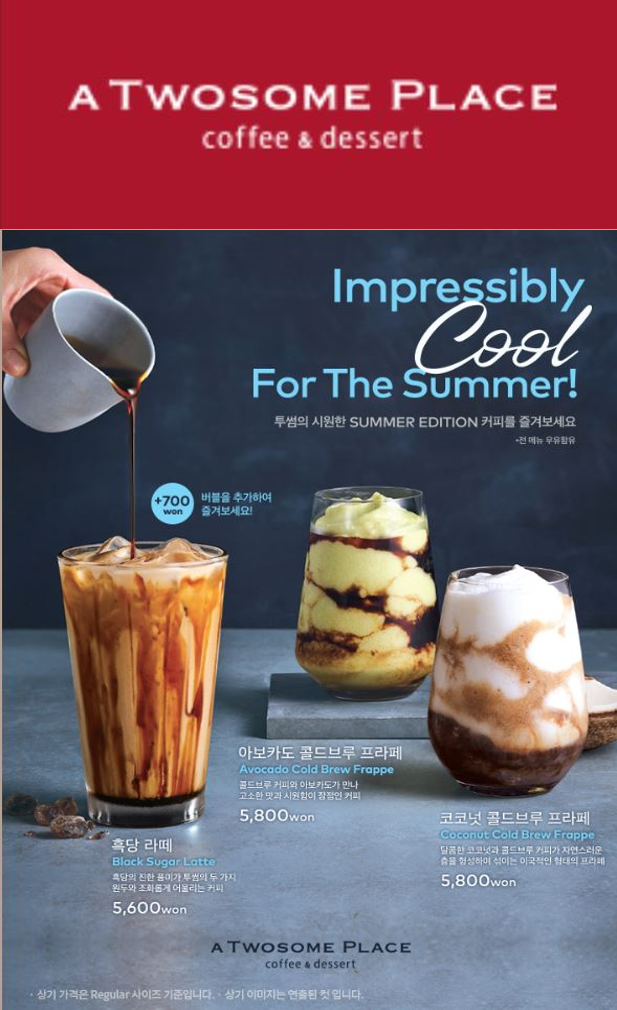 A TWOSOME PLACE
coffee & dessert
Impressibly
Cool
For The Summer!
투썸의 시원한 SUMMER EDITION 커피를 즐겨보세요
*전 메뉴 우유함유
+700
won
버블을 추가하여
즐겨보세요!
아보카도 콜드브루 프라페
Avocado Cold Brew Frappe
콜드브루 커피와 아보카도가 만나
고소한 맛과 시원함이 장점인 커피
5,800won
코코넛 콜드브루 프라페
Coconut Cold Brew Frappe
달콤한 코코넛과 콜드브루 커피가 자연스러운
층을 형성하며 섞이는 이국적인 형태의 프라페
5,800won
흑당 라떼
Black Sugar Latte
흑당의 진한 풍미가 투썸의 두 가지
원두와 조화롭게 어울리는 커피
5,600won
A TWOSOME PLACE
coffee & dessert
· 상기 가격은 Regular 사이즈 기준입니다. · 상기 이미지는 연출된 컷 입니다.